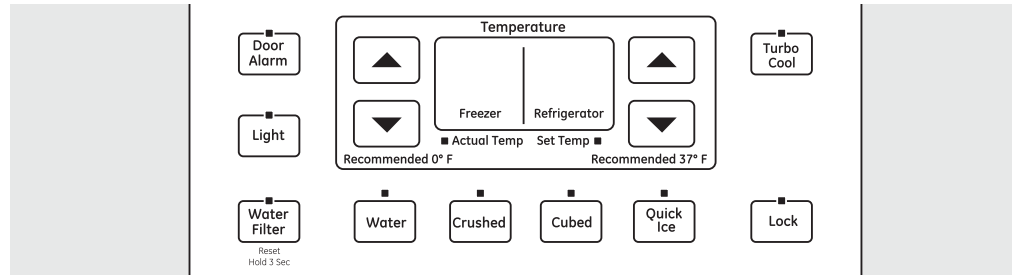 Temperature
Door
Alarm
Turbo
Cool
Freezer
Refrigerator
Light
Actual Temp
Set Temp
Recommended 0° F
Recommended 37° F
Water
Filter
Water
Crushed
Cubed
Quick
Ice
Lock
Reset
Hold 3 Sec